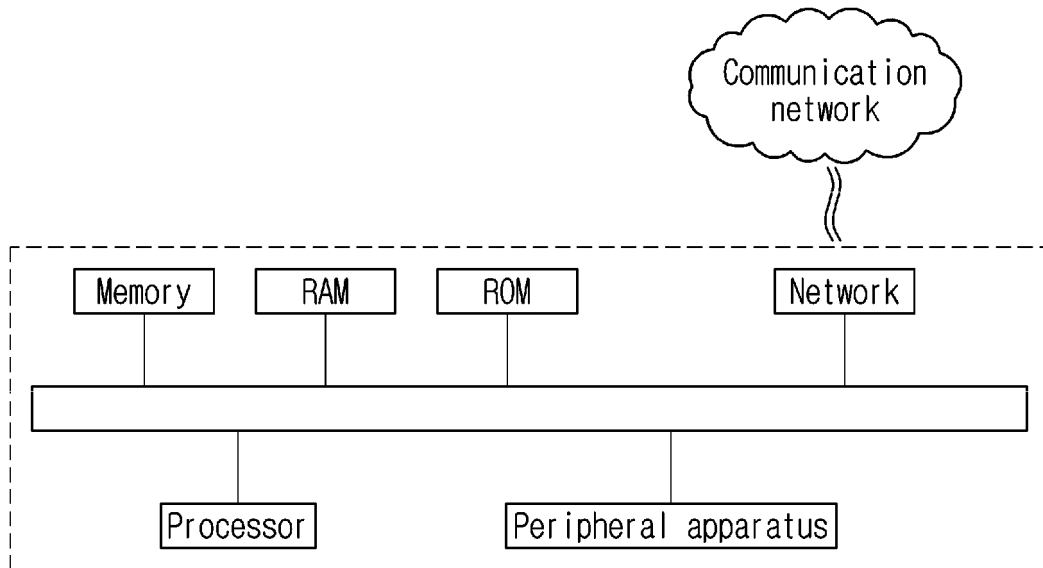 Communication
network
Memory
RAM
ROM
Network
Processor
Peripheral apparatus